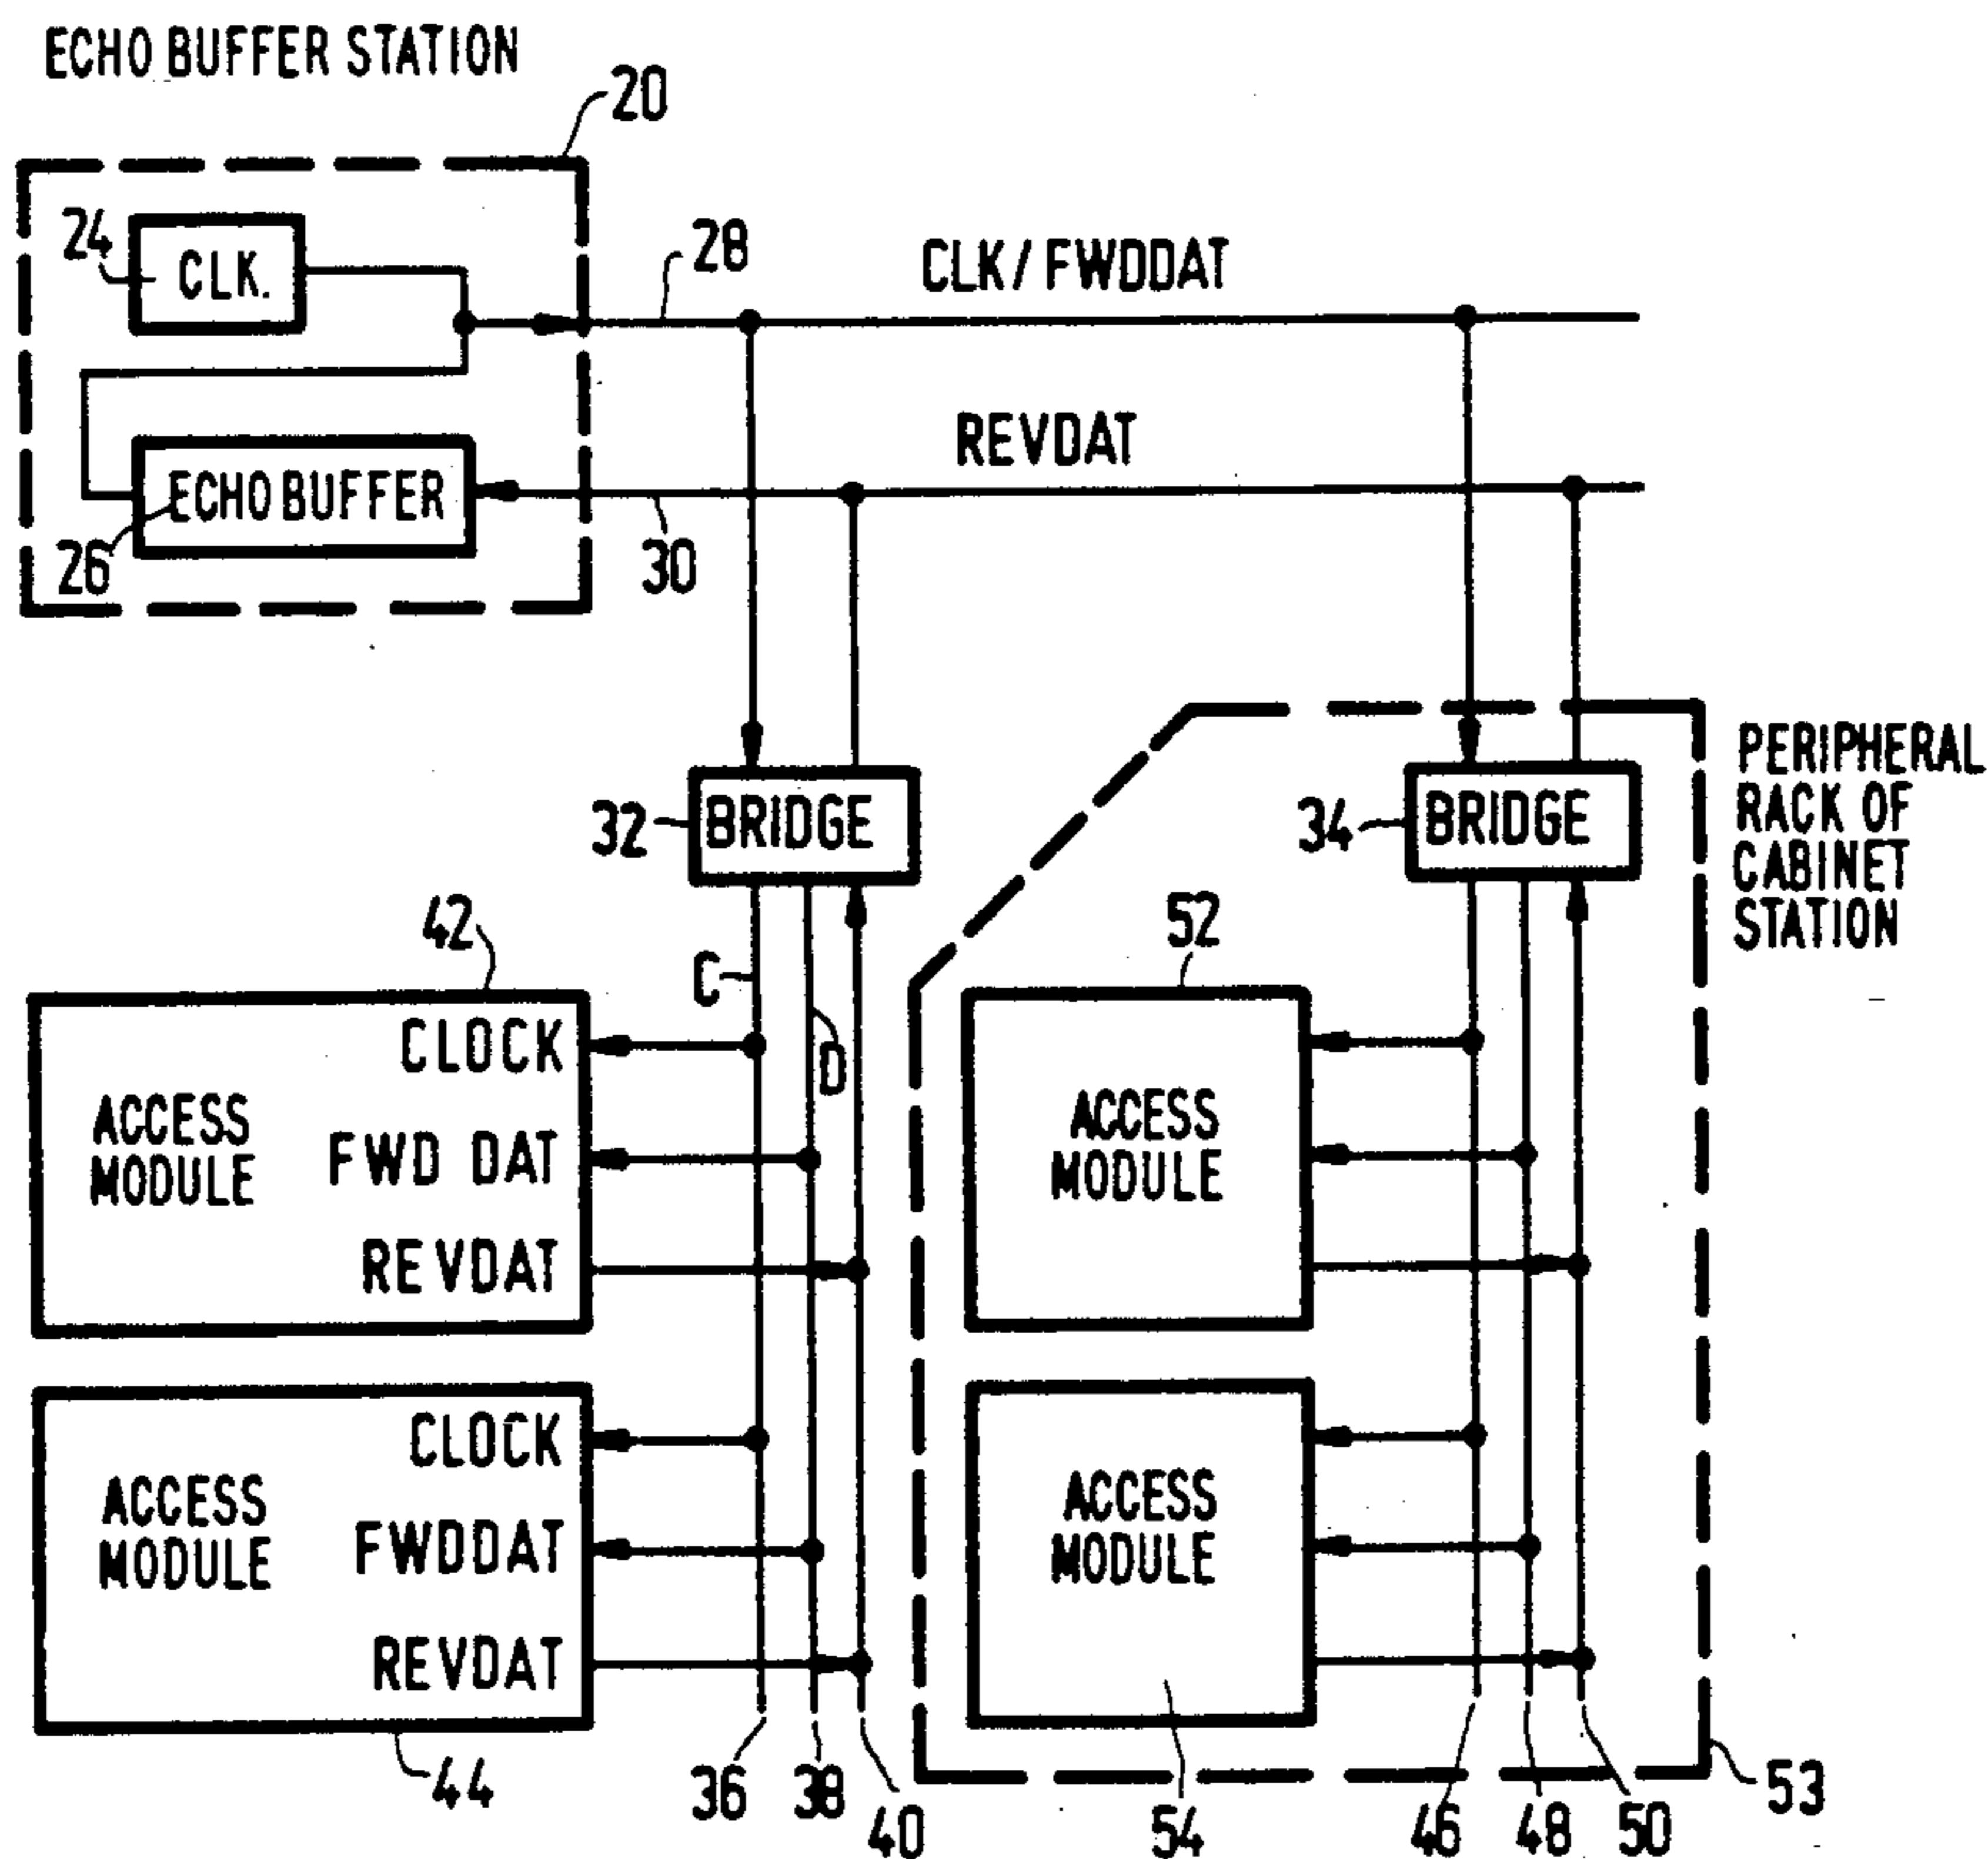 ECHO BUFFER STATION
20
24
CLK.
28
CLK/FWDDAT
REVDAT
ECHO BUFFER
26
30
PERIPHERAL
RACK OF
CABINET
STATION
32
BRIDGE
34
BRIDGE
42
C
52
CLOCK
D
ACCESS
MODULE
FWD DAT
REVDAT
ACCESS
MODULE
CLOCK
ACCESS
MODULE
FWDDAT
REVDAT
ACCESS
MODULE
44
36
38
40
54
46
48
50
53